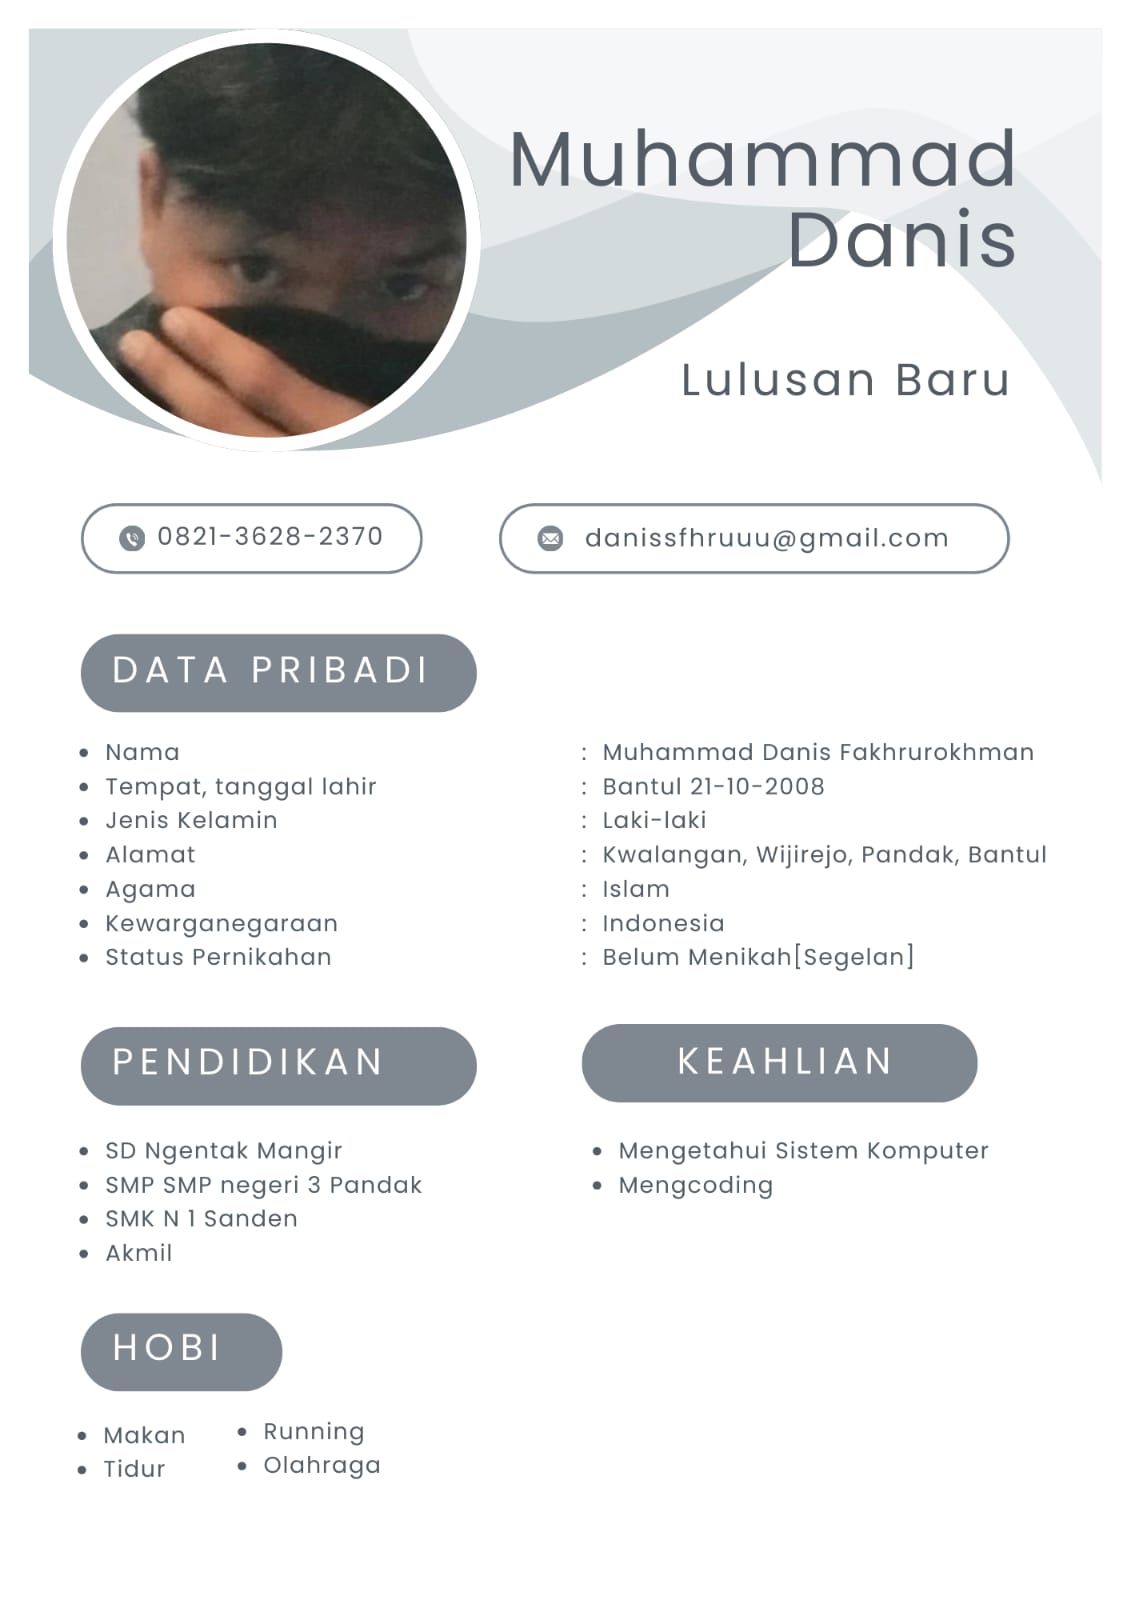 Muhammad
Danis
Lulusan Baru
0821-3628-2370
danissfhruuu@gmail.com
DATA PRIBADI
• Nama : Muhammad Danis Fakhrurokhman
• Tempat, tanggal lahir : Bantul 21-10-2008
• Jenis Kelamin : Laki-laki
• Alamat : Kwalangan, Wijirejo, Pandak, Bantul
• Agama : Islam
• Kewarganegaraan : Indonesia
• Status Pernikahan : Belum Menikah[Segelan]
PENDIDIKAN
• SD Ngentak Mangir
• SMP SMP negeri 3 Pandak
• SMK N 1 Sanden
• Akmil
KEAHLIAN
• Mengetahui Sistem Komputer
• Mengcoding
HOBI
• Makan
• Tidur
• Running
• Olahraga